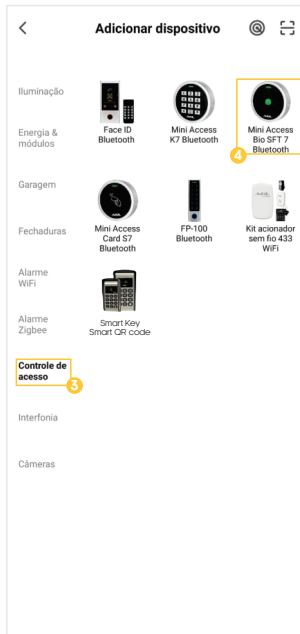 Adicionar dispositivo
Iluminação
Energia &
módulos
Garagem
Fechaduras
Alarme
WiFi
Alarme
Zigbee
Controle de
acesso
3
Interfonia
Câmeras
Face ID
Bluetooth
Mini Access
K7 Bluetooth
Mini Access
Bio SFT 7
Bluetooth
4
Mini Access
Card S7
Bluetooth
FP-100
Bluetooth
Kit acionador
sem fio 433
WiFi
Smart Key
Smart QR code